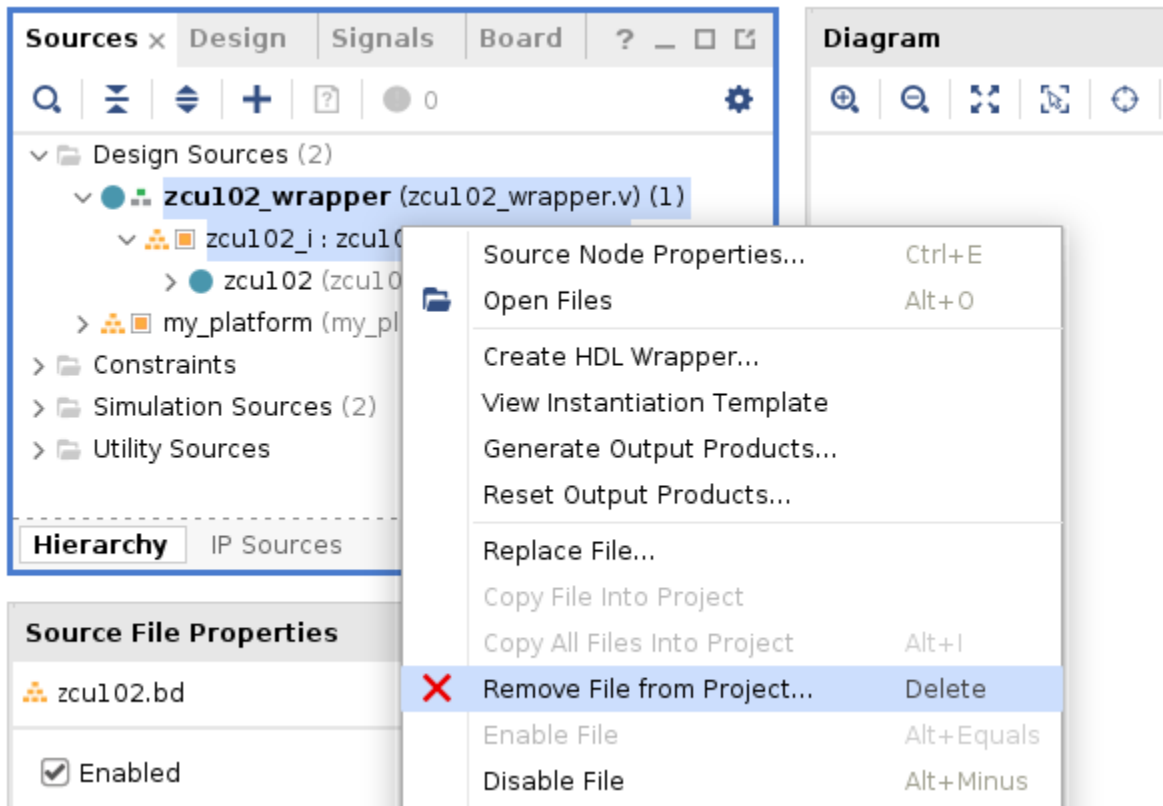 Sources Design Signals Board ? Diagram
0
Design Sources (2)
zcu102_wrapper (zcu102_wrapper.v) (1)
zcu102_i : 
zcu102
my_platform
Constraints
Simulation Sources (2)
Utility Sources
Hierarchy IP Sources
Source File Properties
zcu102.bd
Enabled
Source Node Properties... Ctrl+E
Open Files Alt+O
Create HDL Wrapper...
View Instantiation Template
Generate Output Products...
Reset Output Products...
Replace File...
Copy File Into Project
Copy All Files Into Project Alt+I
Remove File from Project... Delete
Enable File Alt+Equals
Disable File Alt+Minus